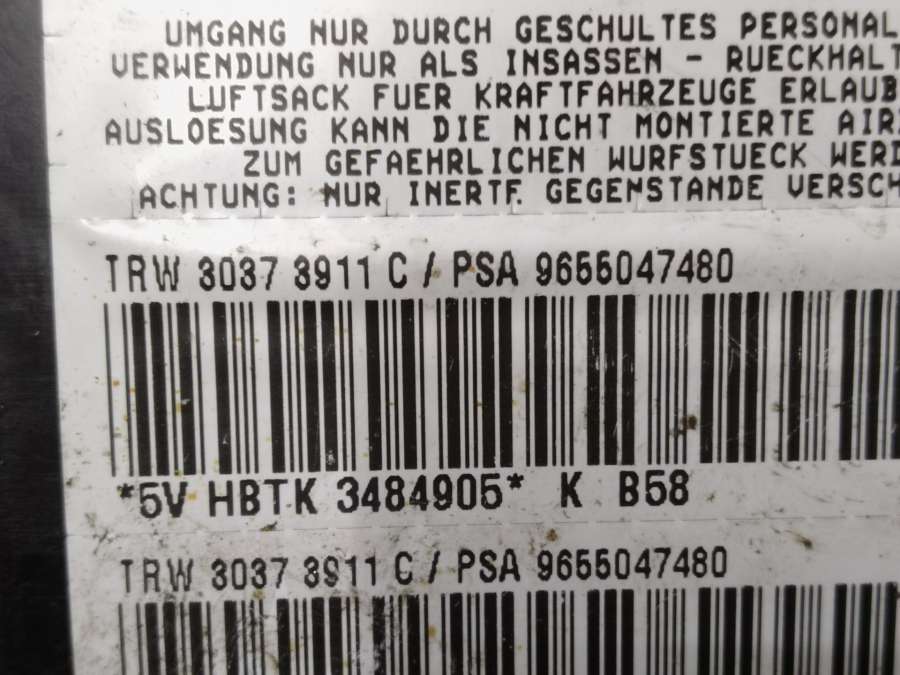 UMGANG NUR DURCH GESCHULTES PERSONAL
VERWENDUNG NUR ALS INSASSEN - RUECKHALT
LUFTSACK FUER KRAFTFAHRZEUGE ERLAUB
AUSLOESUNG KANN DIE NICHT MONTIERTE AIR
ZUM GEFAEHRLICHEN WURFSTUECK WERD
ACHTUNG: NUR INERTE GEGENSTAENDE VERSCH
TRW 3037 3911 C / PSA 9655047480
*5V HBTK 3484905* K B58
TRW 3037 3911 C / PSA 9655047480